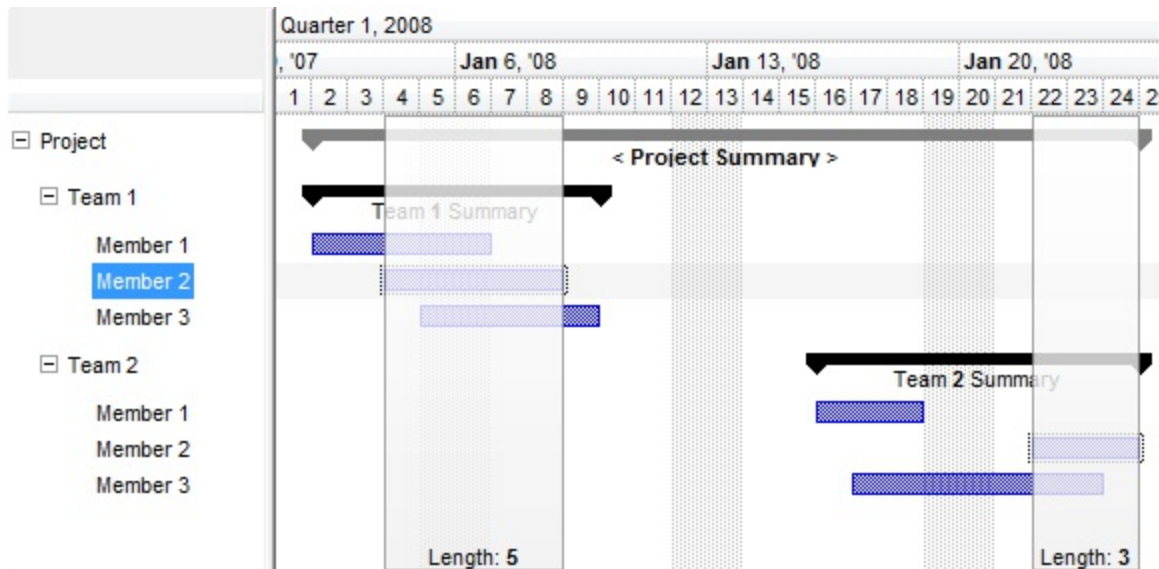 Quarter 1, 2008
, '07 Jan 6, '08 Jan 13, '08 Jan 20, '08
1 2 3 4 5 6 7 8 9 10 11 12 13 14 15 16 17 18 19 20 21 22 23 24
Project
< Project Summary >
Team 1
Team 1 Summary
Member 1
Member 2
Member 3
Team 2
Team 2 Summary
Member 1
Member 2
Member 3
Length: 5 Length: 3